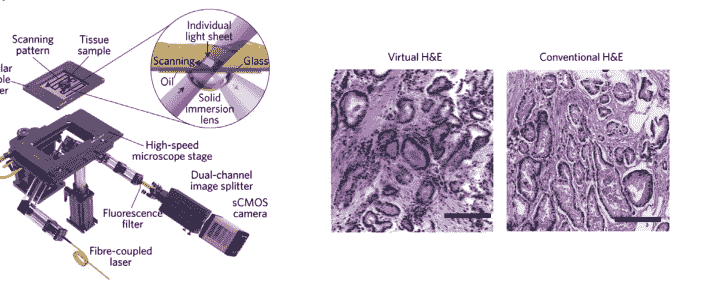 Individual
light sheet
Scanning
pattern
Tissue
sample
Scanning
Glass
Oil
Solid
immersion
lens
High-speed
microscope stage
Dual-channel
image splitter
sCMOS
camera
Fluorescence
filter
Fibre-coupled
laser
Virtual H&E
Conventional H&E